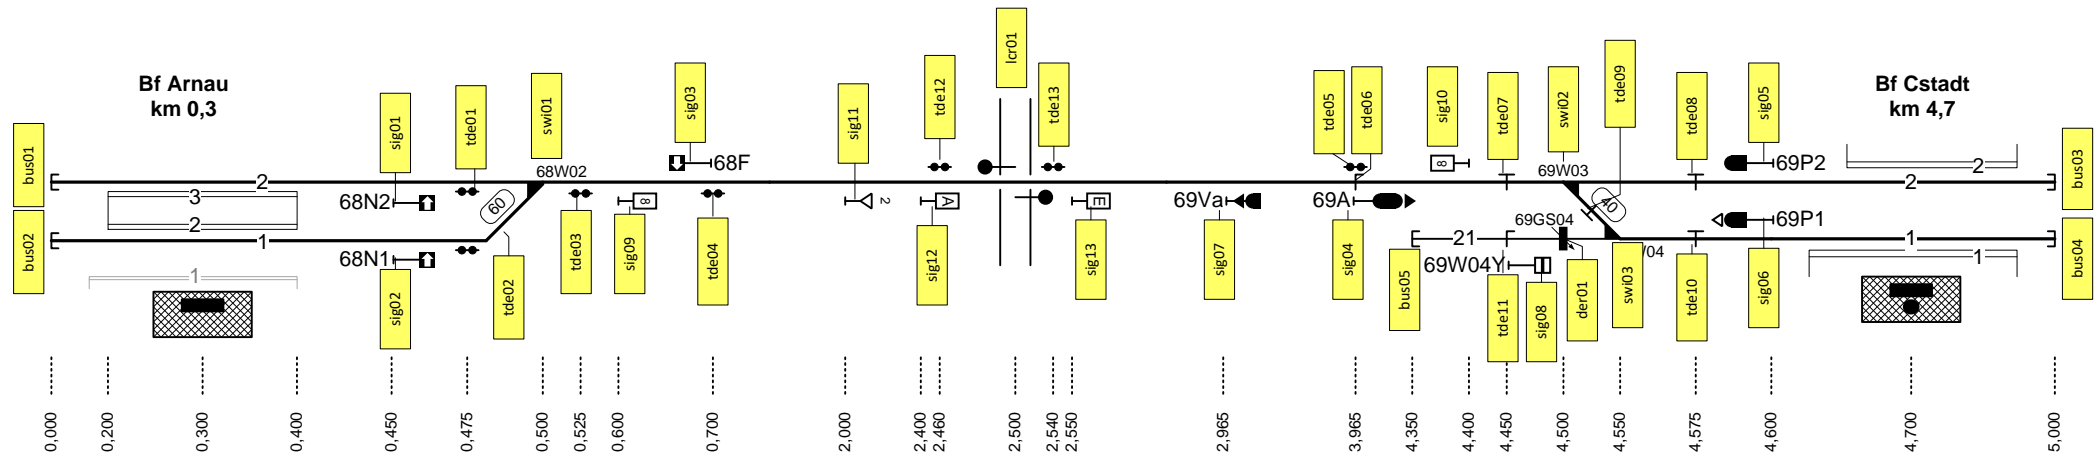 Bf Arnau
km 0,3
Bf Cstadt
km 4,7
bus01
bus02
sig01
tde01
swi01
sig03
sig11
tde12
lcr01
tde13
tde05
tde06
sig10
tde07
swi02
tde09
tde08
sig05
bus03
bus04
2
3
2
1
1
68N2
68N1
60
68W02
68F
8
2
A
E
69Va
69A
8
69W03
40
69GS04
/04
21
69W04Y
69P2
69P1
2
2
1
1
sig02
tde02
tde03
sig09
tde04
sig12
sig13
sig07
sig04
bus05
tde11
sig08
der01
swi03
tde10
sig06
0,000
0,200
0,300
0,400
0,450
0,475
0,500
0,525
0,600
0,700
2,000
2,400
2,460
2,500
2,540
2,550
2,965
3,965
4,350
4,400
4,450
4,500
4,550
4,575
4,600
4,700
5,000